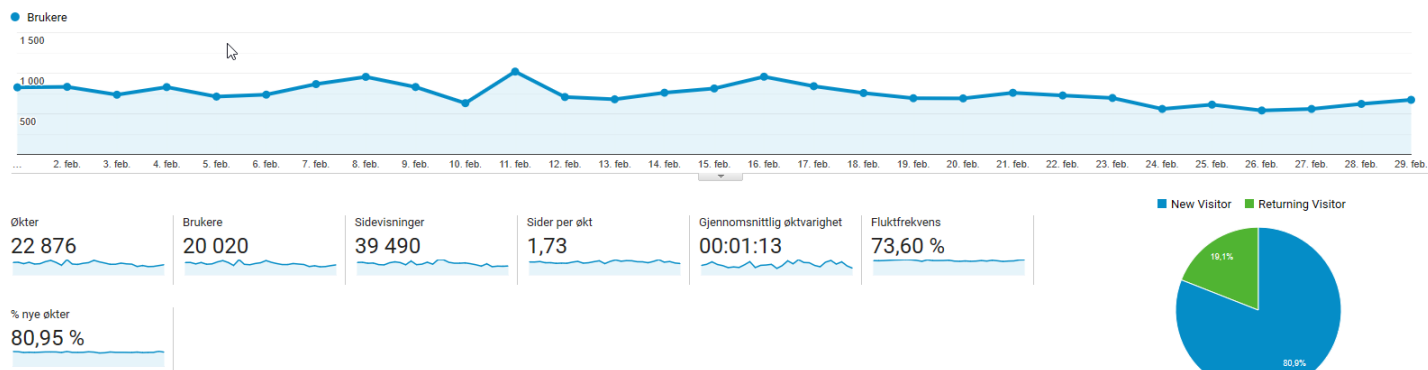 Brukere
1 500
1 000
500
... 2. feb. 3. feb. 4. feb. 5. feb. 6. feb. 7. feb. 8. feb. 9. feb. 10. feb. 11. feb. 12. feb. 13. feb. 14. feb. 15. feb. 16. feb. 17. feb. 18. feb. 19. feb. 20. feb. 21. feb. 22. feb. 23. feb. 24. feb. 25. feb. 26. feb. 27. feb. 28. feb. 29. feb.
New Visitor Returning Visitor
Økter Brukere Sidevisninger Sider per økt Gjennomsnittlig øktvarighet Fluktfrekvens
22 876 20 020 39 490 1,73 00:01:13 73,60 %
19,1%
% nye økter
80,95 %
80,9%